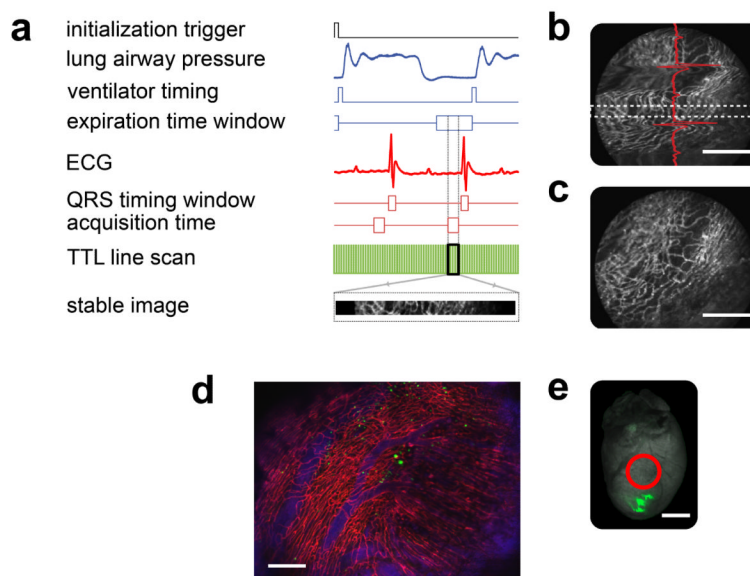 a
initialization trigger
lung airway pressure
ventilator timing
expiration time window
ECG
QRS timing window
acquisition time
TTL line scan
stable image
b
c
d
e